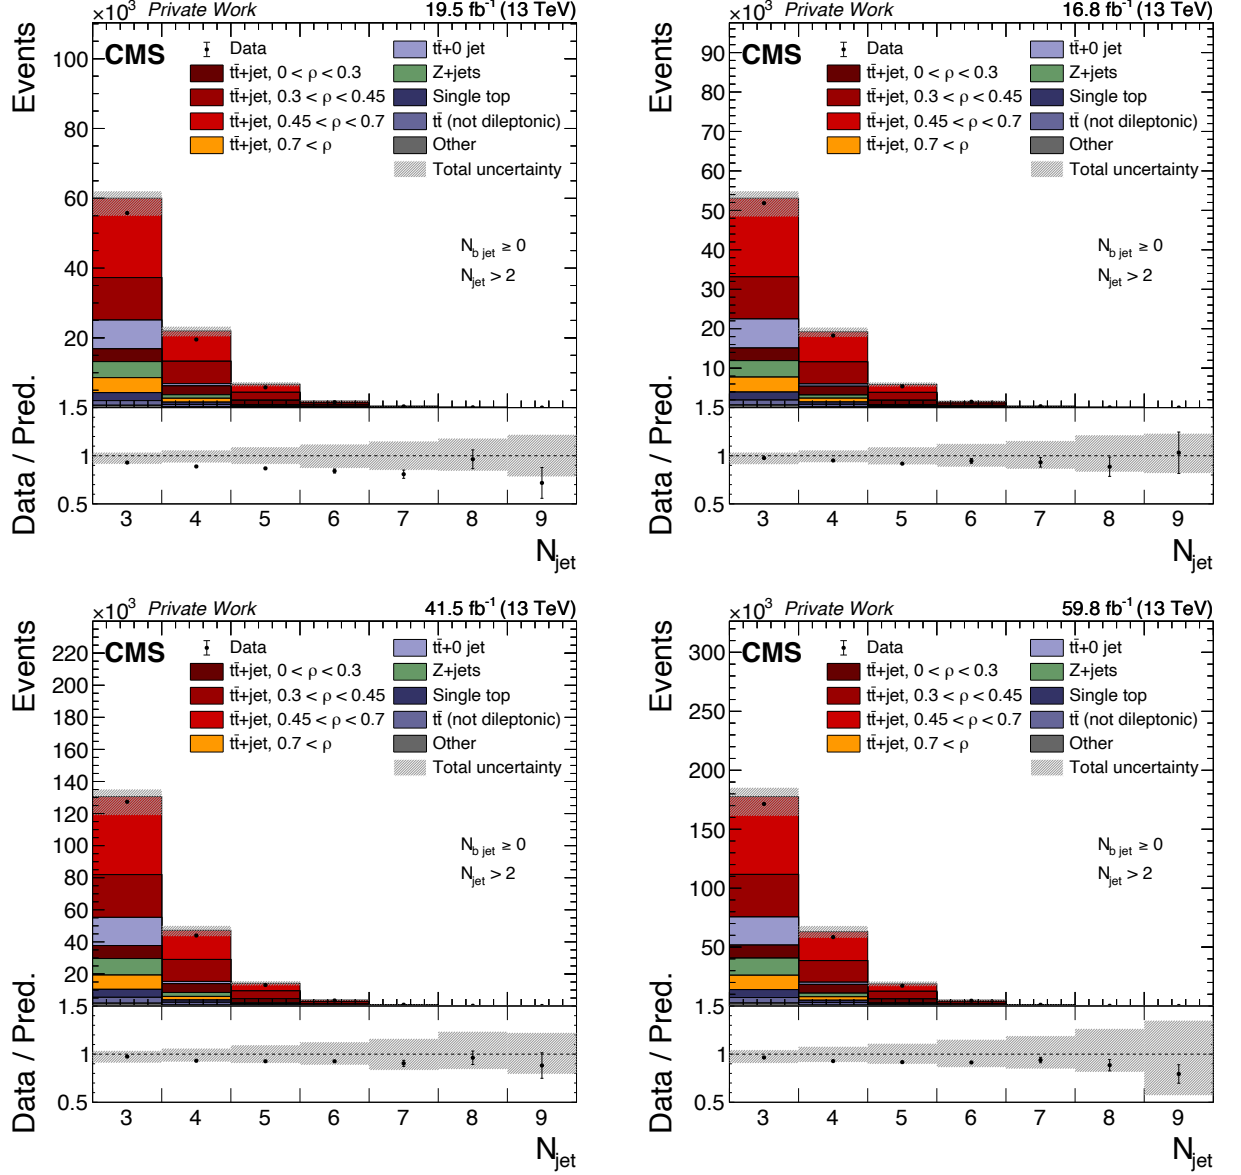 ×10³ Private Work 19.5 fb⁻¹ (13 TeV)
Events
CMS
Data
tt̄+jet, 0 < ρ < 0.3
tt̄+jet, 0.3 < ρ < 0.45
tt̄+jet, 0.45 < ρ < 0.7
tt̄+jet, 0.7 < ρ
tt̄+0 jet
Z+jets
Single top
tt̄ (not dileptonic)
Other
Total uncertainty
N_b jet ≥ 0
N_jet > 2
100
80
60
40
20
Data / Pred.
1.5
1
0.5
3 4 5 6 7 8 9
N_jet
×10³ Private Work 16.8 fb⁻¹ (13 TeV)
Events
CMS
Data
tt̄+jet, 0 < ρ < 0.3
tt̄+jet, 0.3 < ρ < 0.45
tt̄+jet, 0.45 < ρ < 0.7
tt̄+jet, 0.7 < ρ
tt̄+0 jet
Z+jets
Single top
tt̄ (not dileptonic)
Other
Total uncertainty
N_b jet ≥ 0
N_jet > 2
90
80
70
60
50
40
30
20
10
Data / Pred.
1.5
1
0.5
3 4 5 6 7 8 9
N_jet
×10³ Private Work 41.5 fb⁻¹ (13 TeV)
Events
CMS
Data
tt̄+jet, 0 < ρ < 0.3
tt̄+jet, 0.3 < ρ < 0.45
tt̄+jet, 0.45 < ρ < 0.7
tt̄+jet, 0.7 < ρ
tt̄+0 jet
Z+jets
Single top
tt̄ (not dileptonic)
Other
Total uncertainty
N_b jet ≥ 0
N_jet > 2
220
200
180
160
140
120
100
80
60
40
20
Data / Pred.
1.5
1
0.5
3 4 5 6 7 8 9
N_jet
×10³ Private Work 59.8 fb⁻¹ (13 TeV)
Events
CMS
Data
tt̄+jet, 0 < ρ < 0.3
tt̄+jet, 0.3 < ρ < 0.45
tt̄+jet, 0.45 < ρ < 0.7
tt̄+jet, 0.7 < ρ
tt̄+0 jet
Z+jets
Single top
tt̄ (not dileptonic)
Other
Total uncertainty
N_b jet ≥ 0
N_jet > 2
300
250
200
150
100
50
Data / Pred.
1.5
1
0.5
3 4 5 6 7 8 9
N_jet